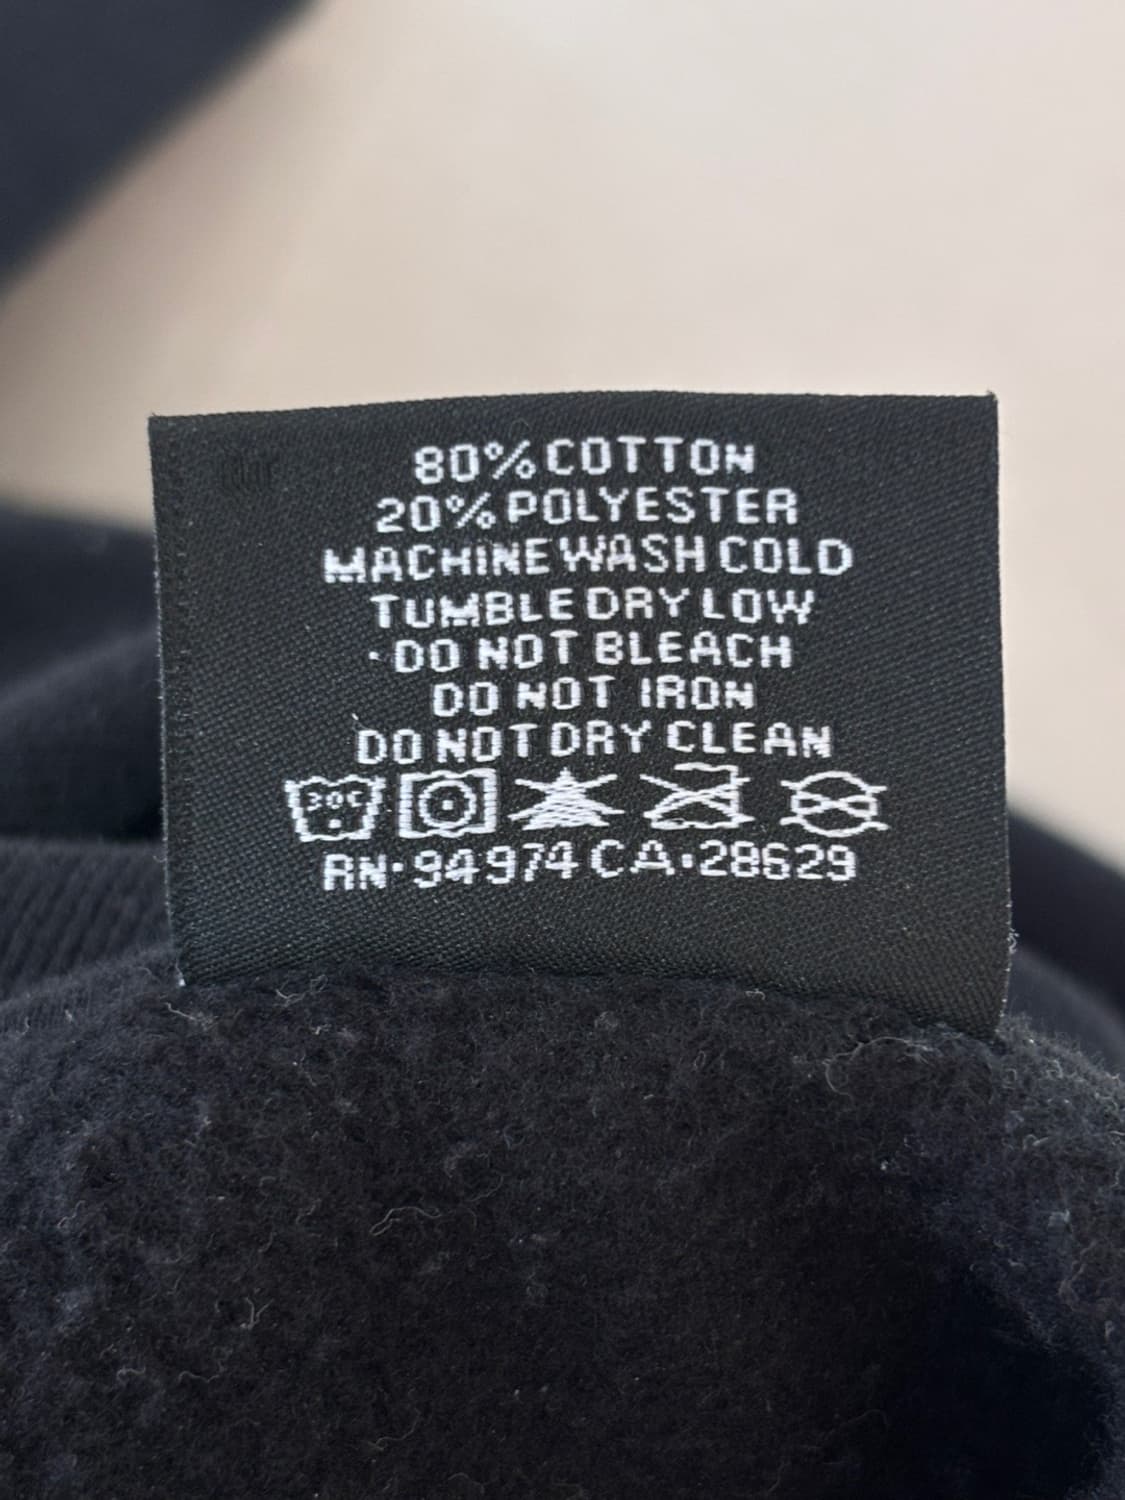 80% COTTON
20% POLYESTER
MACHINE WASH COLD
TUMBLE DRY LOW
DO NOT BLEACH
DO NOT IRON
DO NOT DRY CLEAN
30C
RN·94974 CA·28629